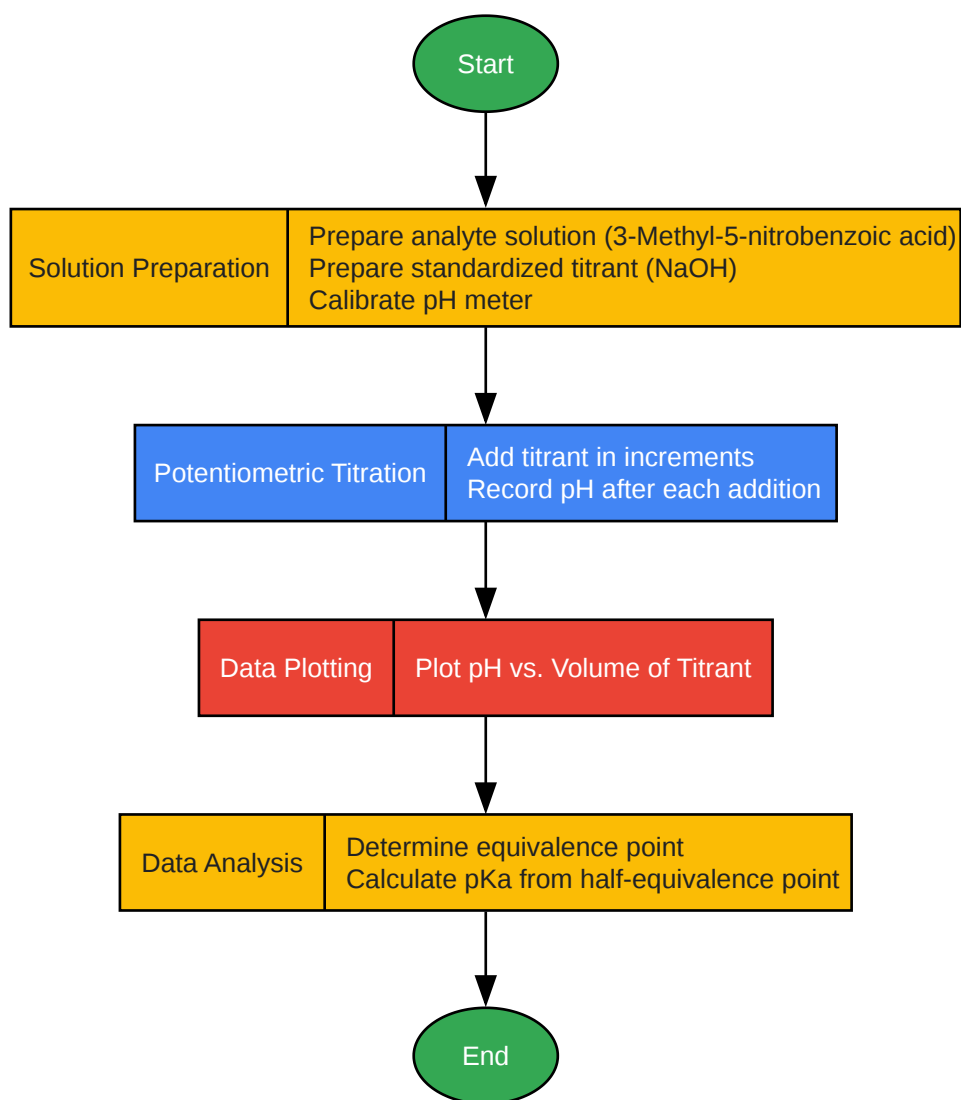 Start
Solution Preparation
Prepare analyte solution (3-Methyl-5-nitrobenzoic acid)
Prepare standardized titrant (NaOH)
Calibrate pH meter
Potentiometric Titration
Add titrant in increments
Record pH after each addition
Data Plotting
Plot pH vs. Volume of Titrant
Data Analysis
Determine equivalence point
Calculate pKa from half-equivalence point
End